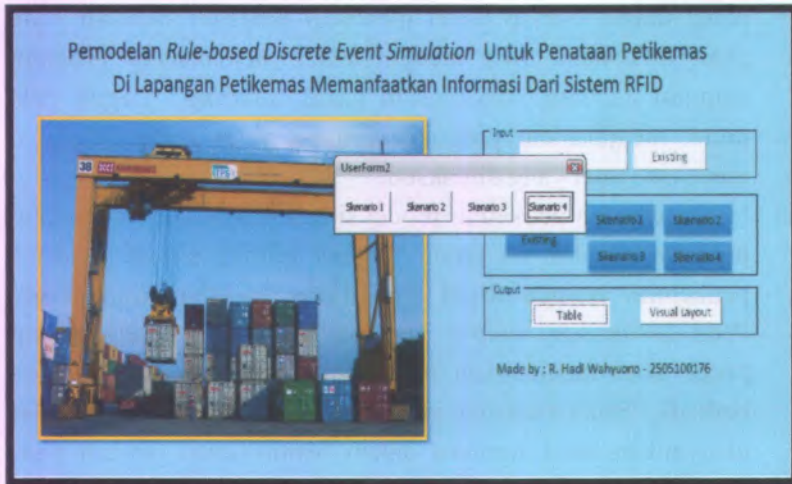 Pemodelan Rule-based Discrete Event Simulation Untuk Penataan Petikemas
Di Lapangan Petikemas Memanfaatkan Informasi Dari Sistem RFID
38
Input
Existing
UserForm2
Skenario 1 Skenario 2 Skenario 3 Skenario 4
Existing
Skenario 1 Skenario 2
Skenario 3 Skenario 4
Output
Table Visual Layout
Made by : R. Hadi Wahyuono - 2505100176